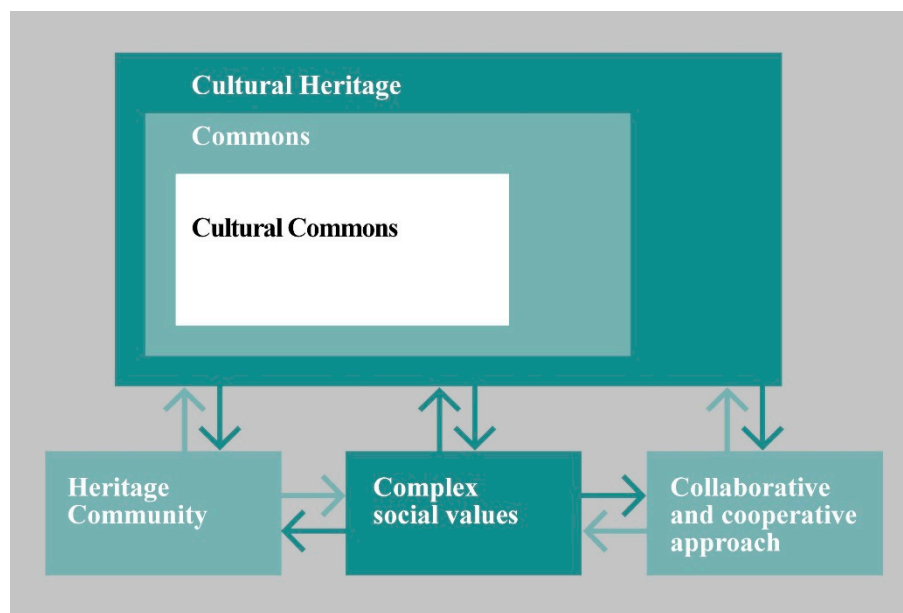 Cultural Heritage
Commons
Cultural Commons
Heritage
Community
Complex
social values
Collaborative
and cooperative
approach